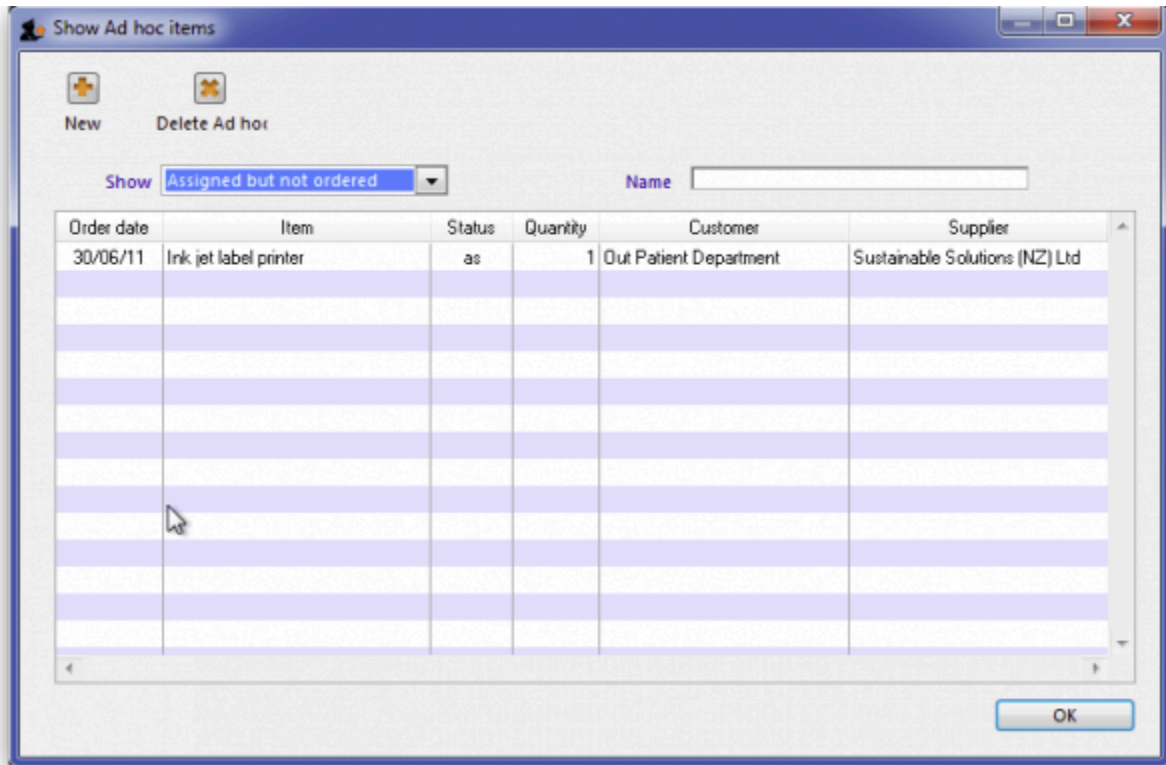 Show Ad hoc items
New Delete Ad hoc
Show Assigned but not ordered Name
Order date Item Status Quantity Customer Supplier
30/06/11 Ink jet label printer as 1 Out Patient Department Sustainable Solutions (NZ) Ltd
OK